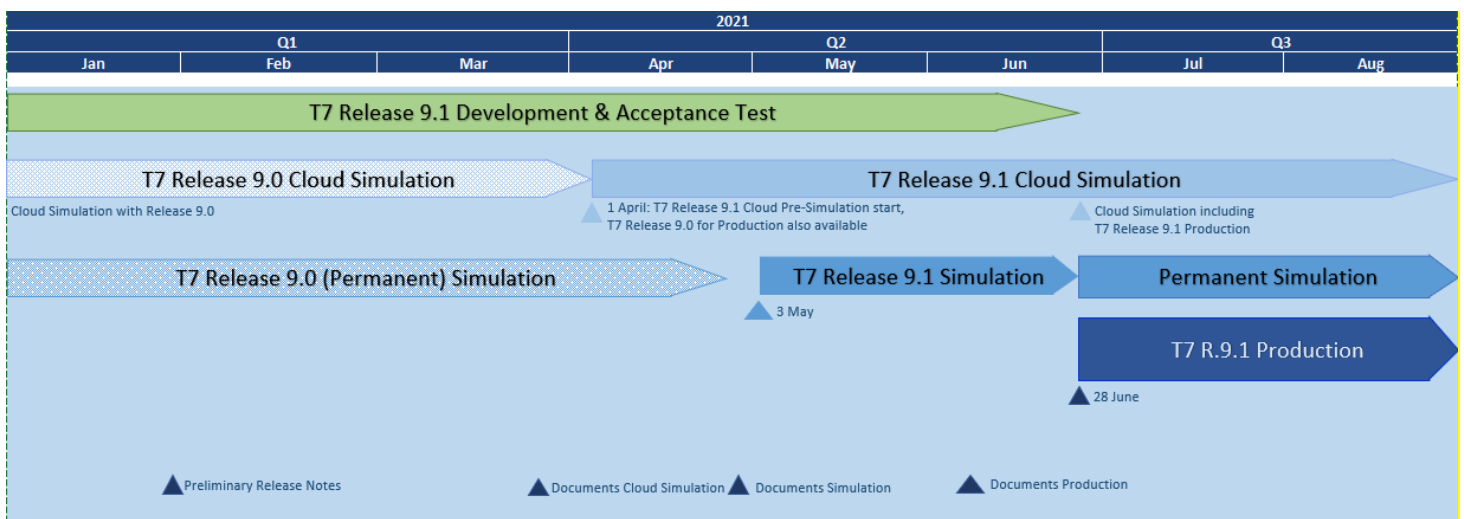 2021
Q1
Q2
Q3
Jan
Feb
Mar
Apr
May
Jun
Jul
Aug
T7 Release 9.1 Development & Acceptance Test
T7 Release 9.0 Cloud Simulation
T7 Release 9.1 Cloud Simulation
Cloud Simulation with Release 9.0
1 April: T7 Release 9.1 Cloud Pre-Simulation start,
T7 Release 9.0 for Production also available
Cloud Simulation including
T7 Release 9.1 Production
T7 Release 9.0 (Permanent) Simulation
T7 Release 9.1 Simulation
Permanent Simulation
3 May
T7 R.9.1 Production
28 June
Preliminary Release Notes
Documents Cloud Simulation
Documents Simulation
Documents Production